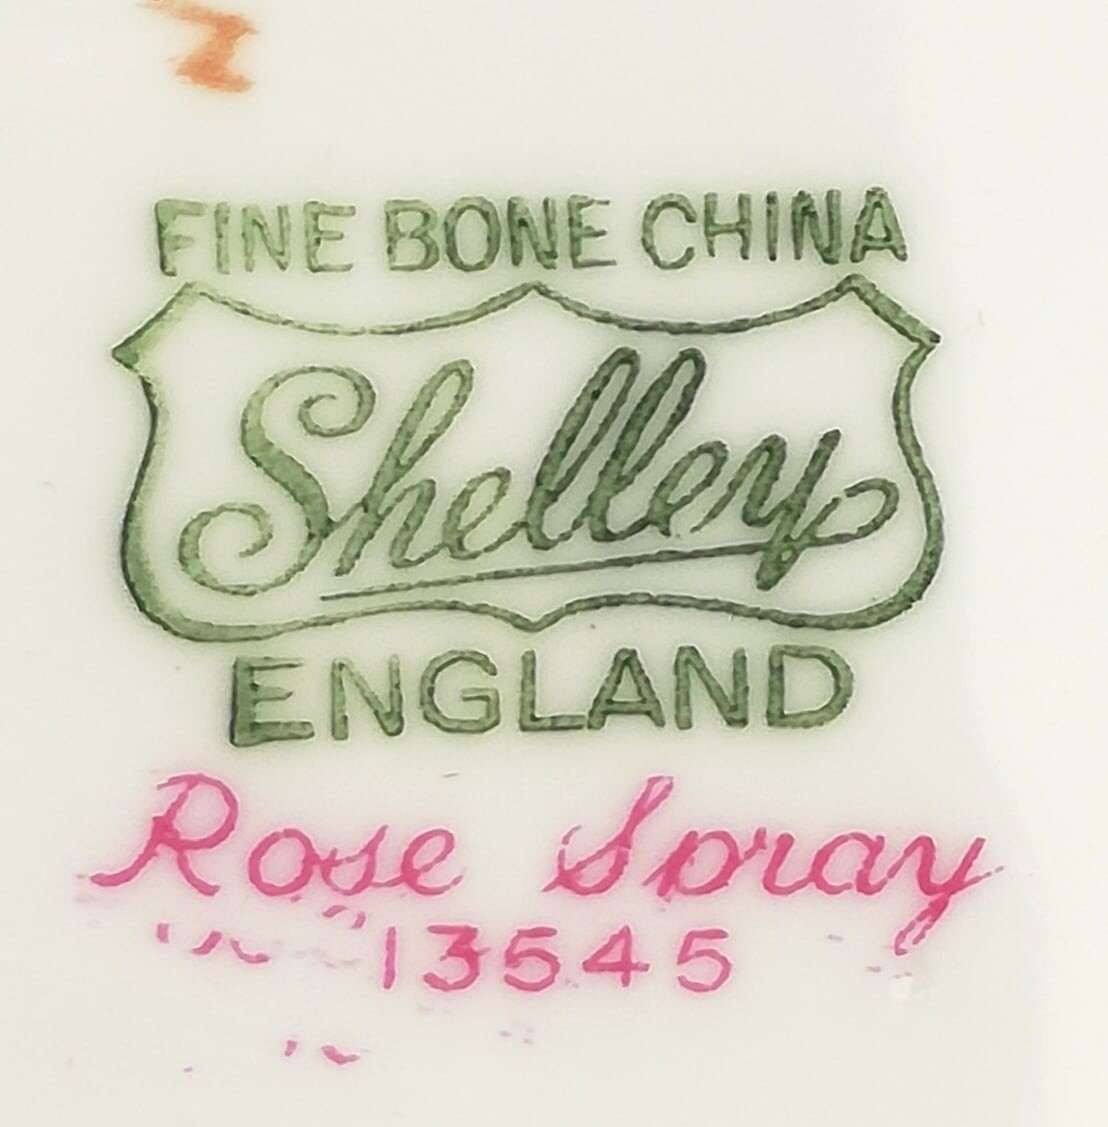 Z
FINE BONE CHINA
Shelley
ENGLAND
Rose Spray
13545